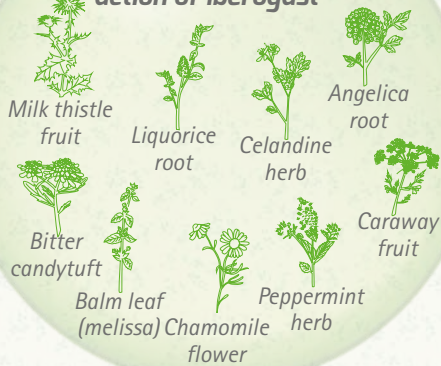 action of Iberogast
Milk thistle
fruit
Liquorice
root
Celandine
herb
Angelica
root
Bitter
candytuft
Balm leaf
(melissa)
Chamomile
flower
Peppermint
herb
Caraway
fruit